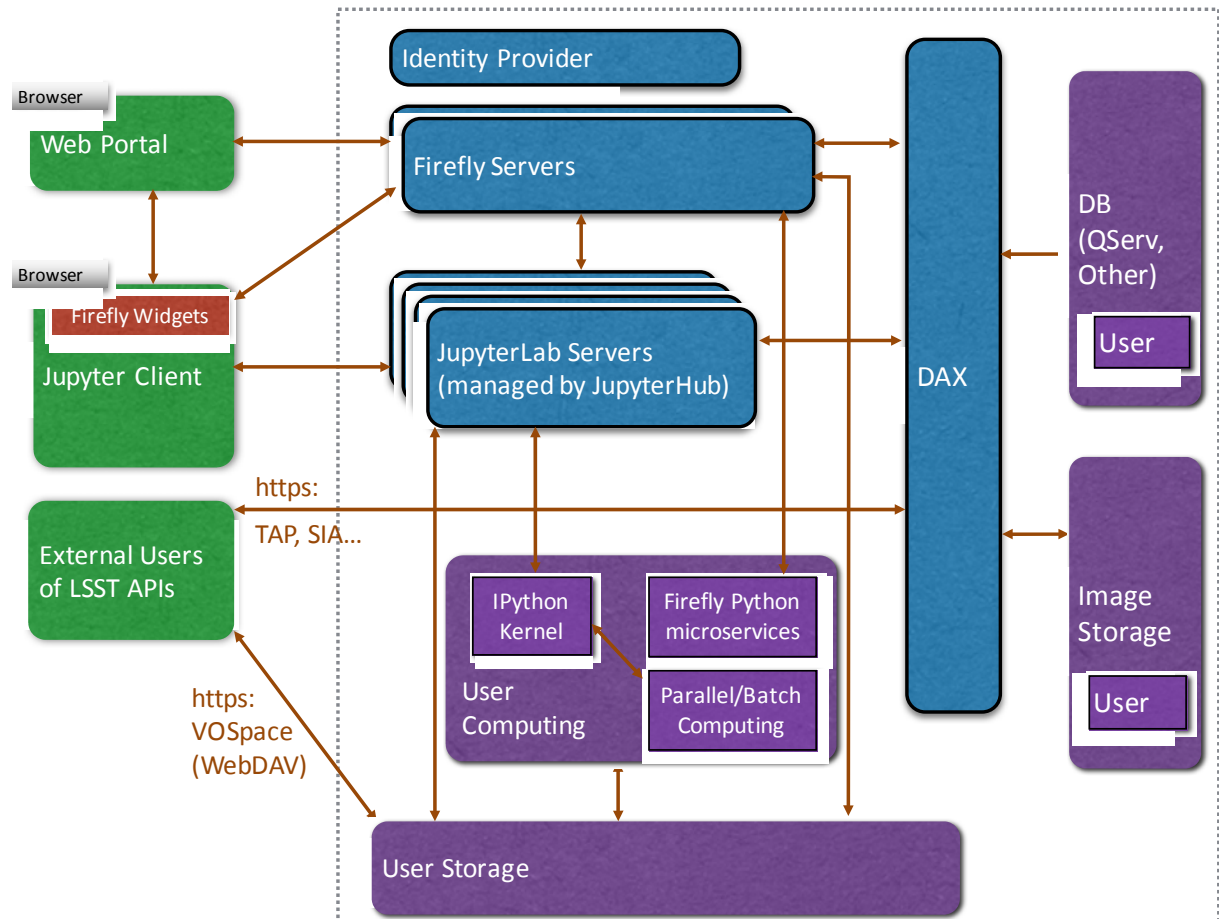 Identity Provider
Browser
Web Portal
Firefly Servers
DB
(QServ,
Other)
User
Browser
Firefly Widgets
Jupyter Client
JupyterLab Servers
(managed by JupyterHub)
DAX
https:
TAP, SIA...
External Users
of LSST APIs
IPython
Kernel
Firefly Python
microservices
User
Computing
Parallel/Batch
Computing
Image
Storage
User
https:
VOSpace
(WebDAV)
User Storage